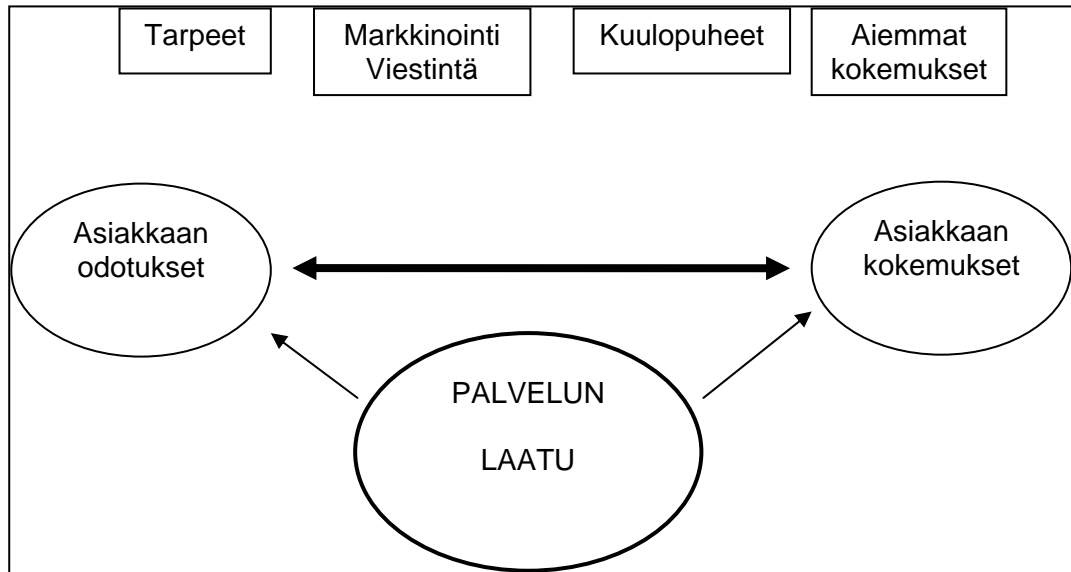 Tarpeet
Markkinointi
Viestintä
Kuulopuheet
Aiemmat
kokemukset
Asiakkaan
odotukset
Asiakkaan
kokemukset
PALVELUN
LAATU